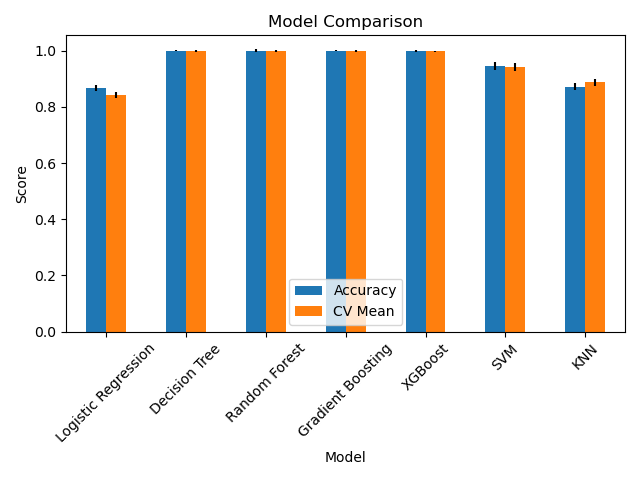 Model Comparison
Score
1.0
0.8
0.6
0.4
0.2
0.0
Accuracy
CV Mean
Logistic Regression
Decision Tree
Random Forest
Gradient Boosting
XGBoost
SVM
KNN
Model